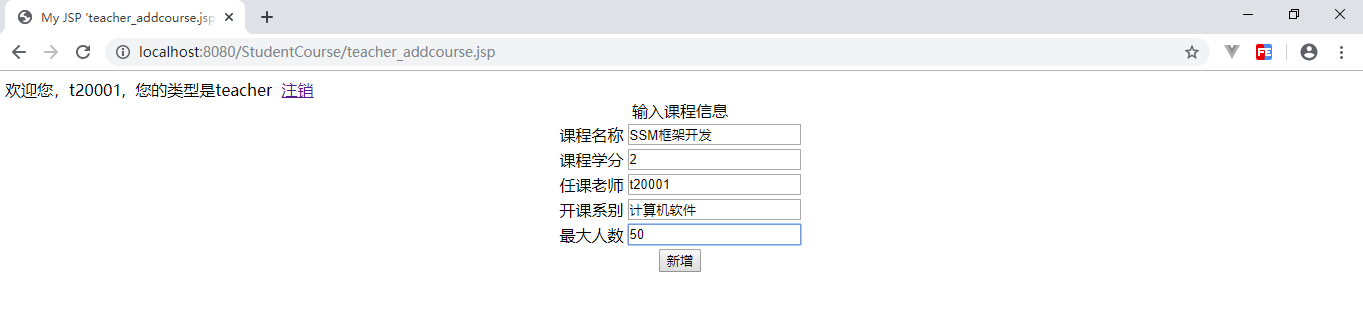 My JSP 'teacher_addcourse.jsp
localhost:8080/StudentCourse/teacher_addcourse.jsp
欢迎您，t20001，您的类型是teacher 注销
输入课程信息
课程名称 SSM框架开发
课程学分 2
任课老师 t20001
开课系别 计算机软件
最大人数 50
新增